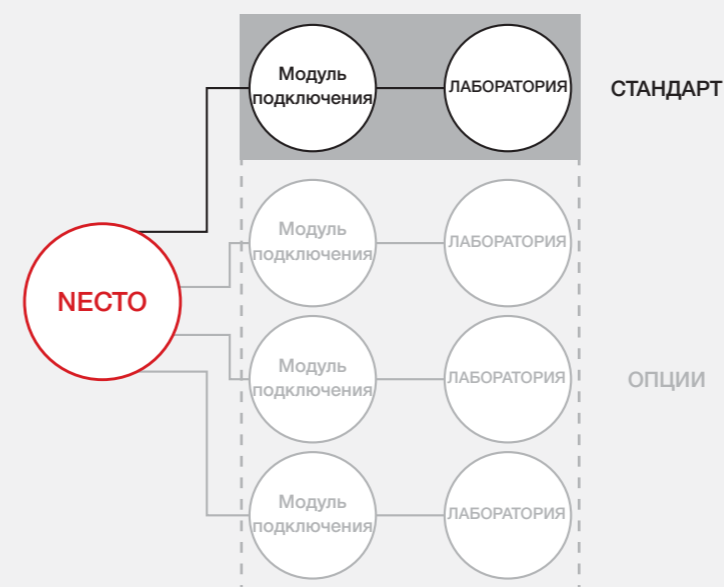 Модуль
подключения
ЛАБОРАТОРИЯ
СТАНДАРТ
Модуль
подключения
ЛАБОРАТОРИЯ
NECTO
Модуль
подключения
ЛАБОРАТОРИЯ
ОПЦИИ
Модуль
подключения
ЛАБОРАТОРИЯ